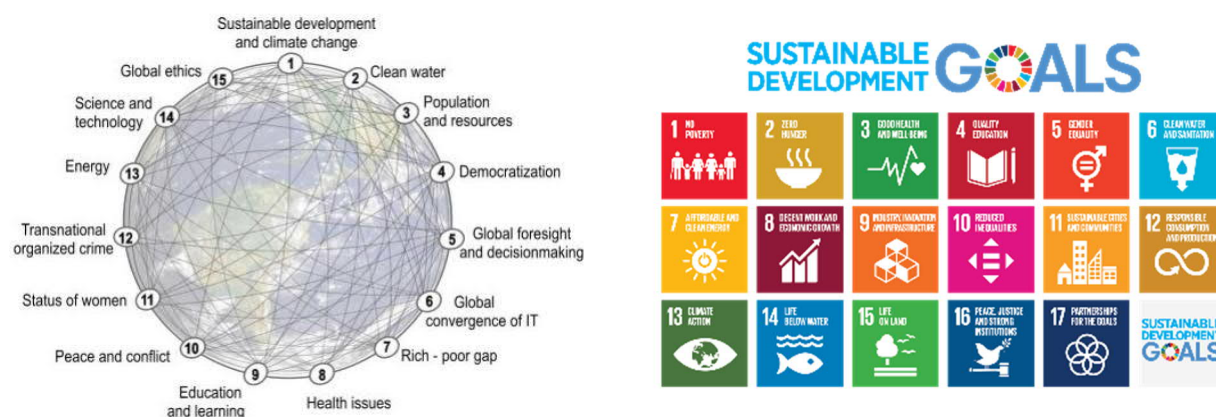 Sustainable development
and climate change
1
Clean water
2
Population
and resources
3
Democratization
4
Global foresight
and decisionmaking
5
Global
convergence of IT
6
Rich - poor gap
7
Health issues
8
Education
and learning
9
Peace and conflict
10
Status of women
11
Transnational
organized crime
12
Energy
13
Science and
technology
14
Global ethics
15
SUSTAINABLE
DEVELOPMENT
GOALS
1 NO
POVERTY
2 ZERO
HUNGER
3 GOOD HEALTH
AND WELL-BEING
4 QUALITY
EDUCATION
5 GENDER
EQUALITY
6 CLEAN WATER
AND SANITATION
7 AFFORDABLE AND
CLEAN ENERGY
8 DECENT WORK AND
ECONOMIC GROWTH
9 INDUSTRY, INNOVATION
AND INFRASTRUCTURE
10 REDUCED
INEQUALITIES
11 SUSTAINABLE CITIES
AND COMMUNITIES
12 RESPONSIBLE
CONSUMPTION
AND PRODUCTION
13 CLIMATE
ACTION
14 LIFE
BELOW WATER
15 LIFE
ON LAND
16 PEACE, JUSTICE
AND STRONG
INSTITUTIONS
17 PARTNERSHIPS
FOR THE GOALS
SUSTAINABLE
DEVELOPMENT
GOALS